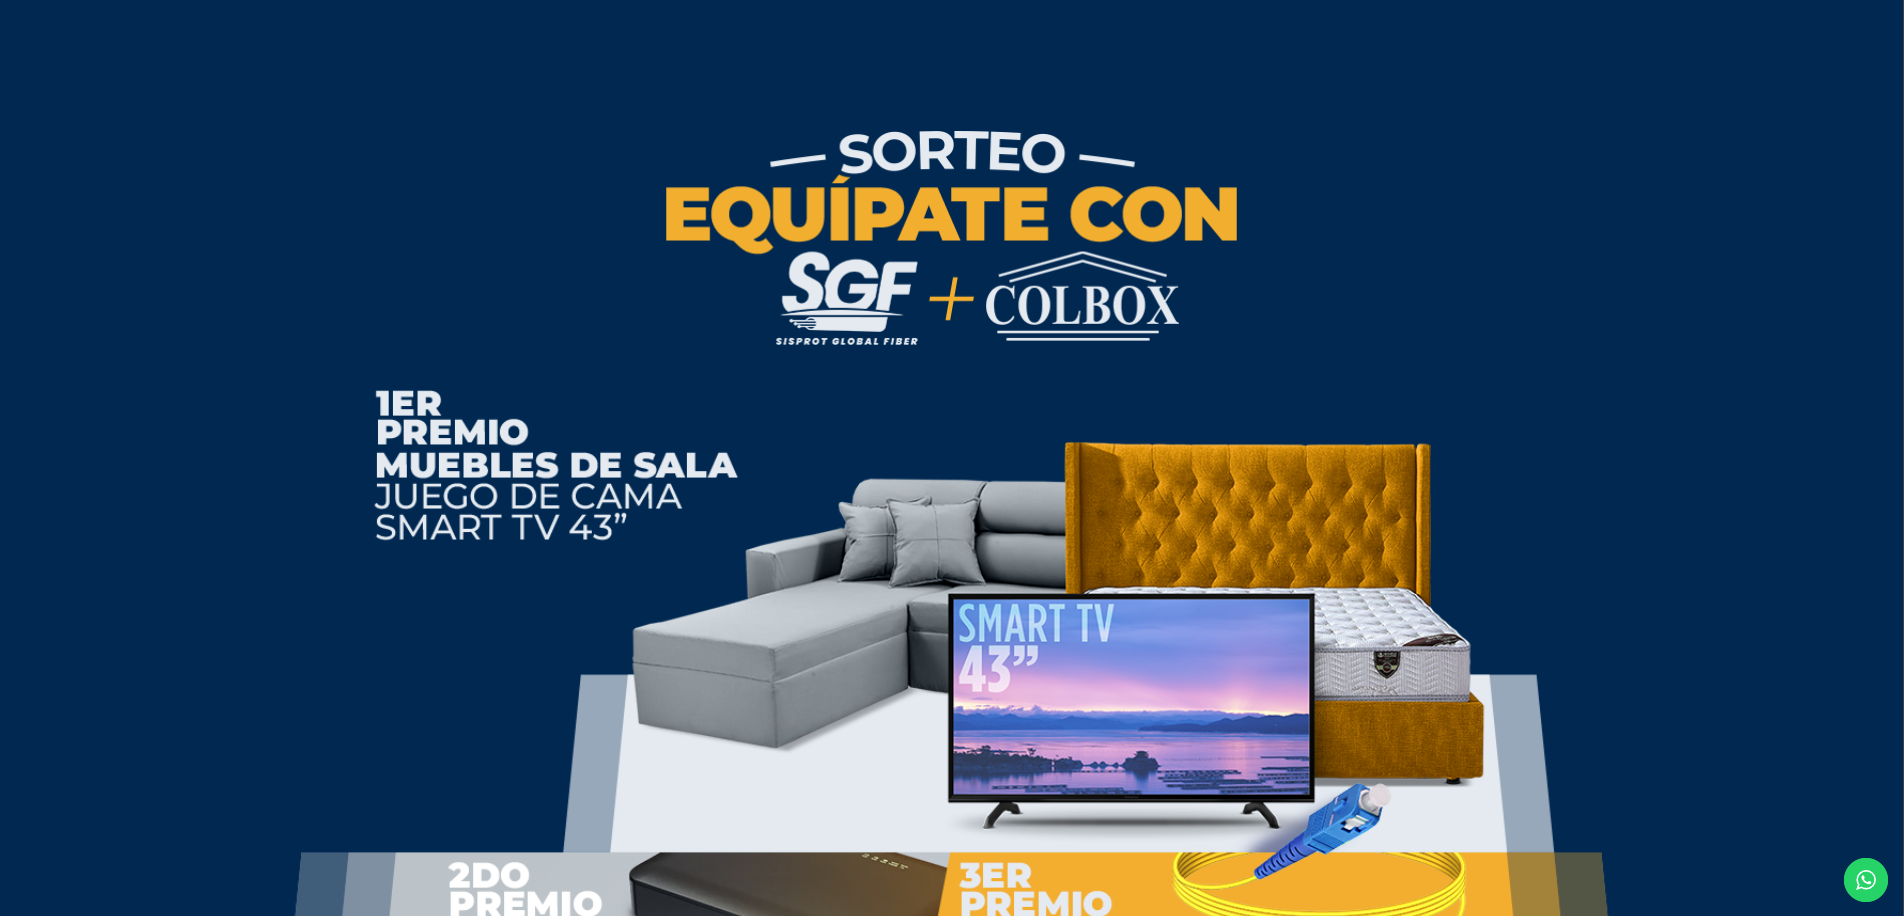 SORTEO
EQUÍPATE CON
SGF + COLBOX
SISPROT GLOBAL FIBER
1ER
PREMIO
MUEBLES DE SALA
JUEGO DE CAMA
SMART TV 43”
SMART TV
43”
2DO
PREMIO
3ER
PREMIO